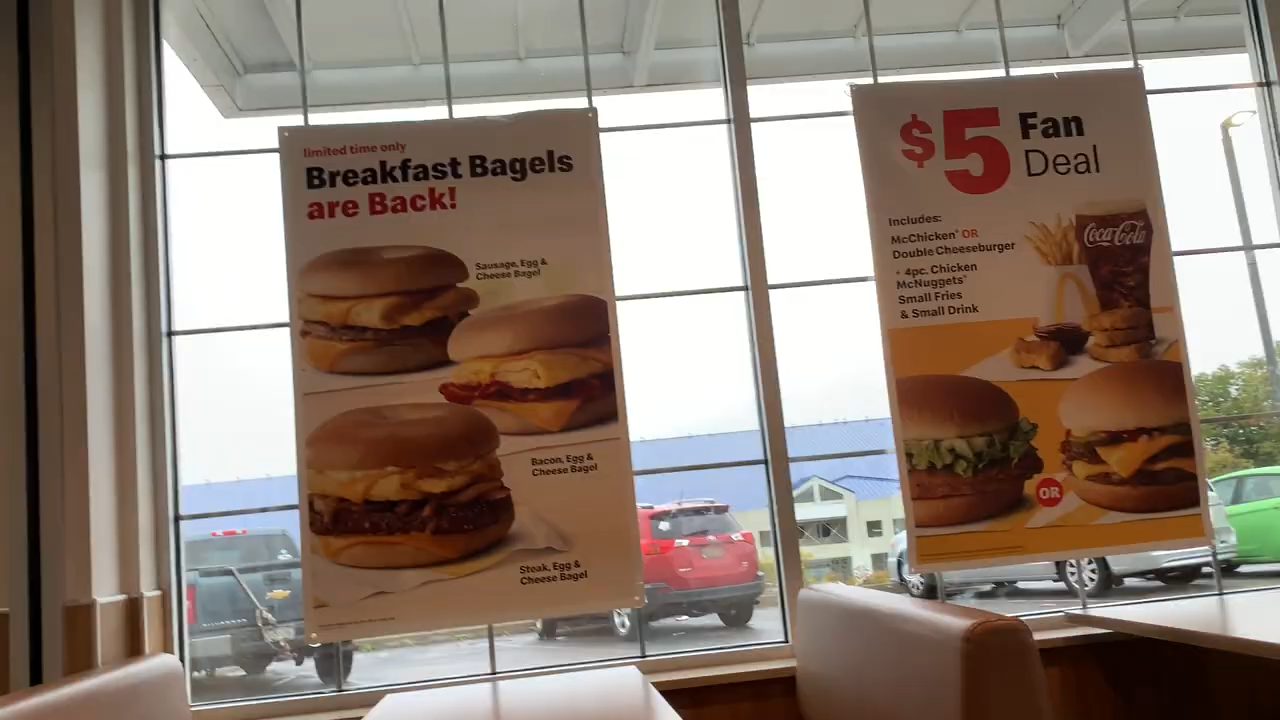 limited time only
Breakfast Bagels
are Back!
Sausage, Egg &
Cheese Bagel
Bacon, Egg &
Cheese Bagel
Steak, Egg &
Cheese Bagel
$5 Fan
Deal
Includes:
McChicken® OR
Double Cheeseburger
+ 4pc. Chicken
McNuggets®
Small Fries
& Small Drink
Coca-Cola
OR